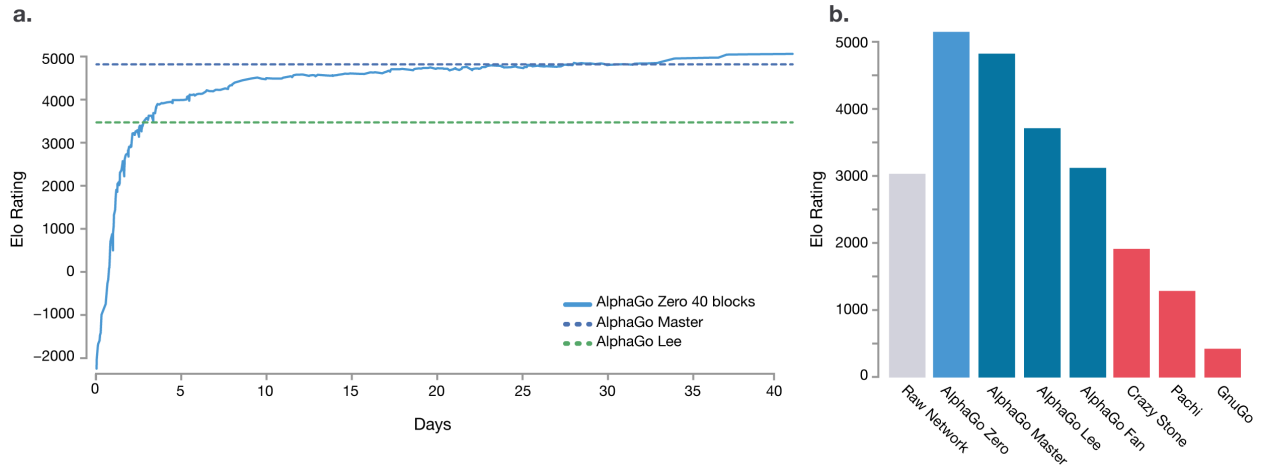 a.
5000
4000
3000
2000
1000
0
−1000
−2000
Elo Rating
0 5 10 15 20 25 30 35 40
Days
AlphaGo Zero 40 blocks
AlphaGo Master
AlphaGo Lee
b.
5000
4000
3000
2000
1000
0
Elo Rating
Raw Network
AlphaGo Zero
AlphaGo Master
AlphaGo Lee
AlphaGo Fan
Crazy Stone
Pachi
GnuGo